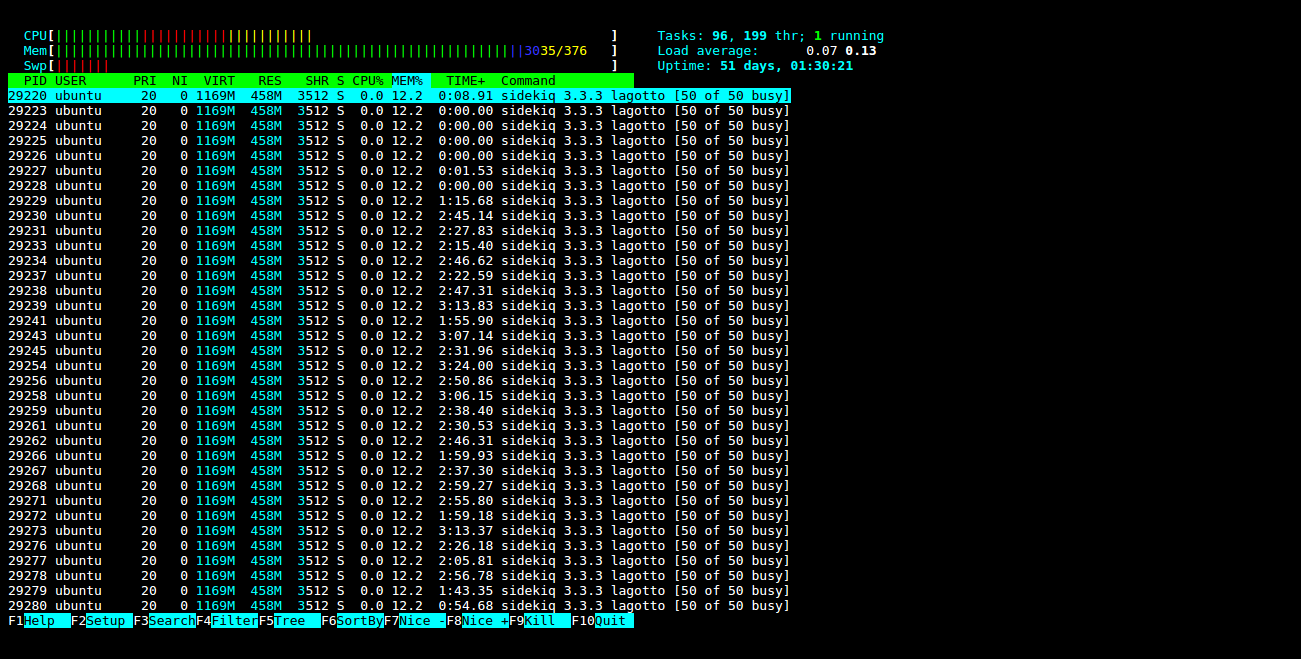 CPU[||||||||||||||||||||||||||||||||| ] Tasks: 96, 199 thr; 1 running
Mem[||||||||||||||||||||||||||||||||||||||||||||||||||||||||||||3035/376 ] Load average: 0.07 0.13
Swp[||||||| ] Uptime: 51 days, 01:30:21
PID USER PRI NI VIRT RES SHR S CPU% MEM% TIME+ Command
29220 ubuntu 20 0 1169M 458M 3512 S 0.0 12.2 0:08.91 sidekiq 3.3.3 lagotto [50 of 50 busy]
29223 ubuntu 20 0 1169M 458M 3512 S 0.0 12.2 0:00.00 sidekiq 3.3.3 lagotto [50 of 50 busy]
29224 ubuntu 20 0 1169M 458M 3512 S 0.0 12.2 0:00.00 sidekiq 3.3.3 lagotto [50 of 50 busy]
29225 ubuntu 20 0 1169M 458M 3512 S 0.0 12.2 0:00.00 sidekiq 3.3.3 lagotto [50 of 50 busy]
29226 ubuntu 20 0 1169M 458M 3512 S 0.0 12.2 0:00.00 sidekiq 3.3.3 lagotto [50 of 50 busy]
29227 ubuntu 20 0 1169M 458M 3512 S 0.0 12.2 0:01.53 sidekiq 3.3.3 lagotto [50 of 50 busy]
29228 ubuntu 20 0 1169M 458M 3512 S 0.0 12.2 0:00.00 sidekiq 3.3.3 lagotto [50 of 50 busy]
29229 ubuntu 20 0 1169M 458M 3512 S 0.0 12.2 1:15.68 sidekiq 3.3.3 lagotto [50 of 50 busy]
29230 ubuntu 20 0 1169M 458M 3512 S 0.0 12.2 2:45.14 sidekiq 3.3.3 lagotto [50 of 50 busy]
29231 ubuntu 20 0 1169M 458M 3512 S 0.0 12.2 2:27.83 sidekiq 3.3.3 lagotto [50 of 50 busy]
29233 ubuntu 20 0 1169M 458M 3512 S 0.0 12.2 2:15.40 sidekiq 3.3.3 lagotto [50 of 50 busy]
29234 ubuntu 20 0 1169M 458M 3512 S 0.0 12.2 2:46.62 sidekiq 3.3.3 lagotto [50 of 50 busy]
29237 ubuntu 20 0 1169M 458M 3512 S 0.0 12.2 2:22.59 sidekiq 3.3.3 lagotto [50 of 50 busy]
29238 ubuntu 20 0 1169M 458M 3512 S 0.0 12.2 2:47.31 sidekiq 3.3.3 lagotto [50 of 50 busy]
29239 ubuntu 20 0 1169M 458M 3512 S 0.0 12.2 3:13.83 sidekiq 3.3.3 lagotto [50 of 50 busy]
29241 ubuntu 20 0 1169M 458M 3512 S 0.0 12.2 1:55.90 sidekiq 3.3.3 lagotto [50 of 50 busy]
29243 ubuntu 20 0 1169M 458M 3512 S 0.0 12.2 3:07.14 sidekiq 3.3.3 lagotto [50 of 50 busy]
29245 ubuntu 20 0 1169M 458M 3512 S 0.0 12.2 2:31.96 sidekiq 3.3.3 lagotto [50 of 50 busy]
29254 ubuntu 20 0 1169M 458M 3512 S 0.0 12.2 3:24.00 sidekiq 3.3.3 lagotto [50 of 50 busy]
29256 ubuntu 20 0 1169M 458M 3512 S 0.0 12.2 2:50.86 sidekiq 3.3.3 lagotto [50 of 50 busy]
29258 ubuntu 20 0 1169M 458M 3512 S 0.0 12.2 3:06.15 sidekiq 3.3.3 lagotto [50 of 50 busy]
29259 ubuntu 20 0 1169M 458M 3512 S 0.0 12.2 2:38.40 sidekiq 3.3.3 lagotto [50 of 50 busy]
29261 ubuntu 20 0 1169M 458M 3512 S 0.0 12.2 2:30.53 sidekiq 3.3.3 lagotto [50 of 50 busy]
29262 ubuntu 20 0 1169M 458M 3512 S 0.0 12.2 2:46.31 sidekiq 3.3.3 lagotto [50 of 50 busy]
29266 ubuntu 20 0 1169M 458M 3512 S 0.0 12.2 1:59.93 sidekiq 3.3.3 lagotto [50 of 50 busy]
29267 ubuntu 20 0 1169M 458M 3512 S 0.0 12.2 2:37.30 sidekiq 3.3.3 lagotto [50 of 50 busy]
29268 ubuntu 20 0 1169M 458M 3512 S 0.0 12.2 2:59.27 sidekiq 3.3.3 lagotto [50 of 50 busy]
29271 ubuntu 20 0 1169M 458M 3512 S 0.0 12.2 2:55.80 sidekiq 3.3.3 lagotto [50 of 50 busy]
29272 ubuntu 20 0 1169M 458M 3512 S 0.0 12.2 1:59.18 sidekiq 3.3.3 lagotto [50 of 50 busy]
29273 ubuntu 20 0 1169M 458M 3512 S 0.0 12.2 3:13.37 sidekiq 3.3.3 lagotto [50 of 50 busy]
29276 ubuntu 20 0 1169M 458M 3512 S 0.0 12.2 2:26.18 sidekiq 3.3.3 lagotto [50 of 50 busy]
29277 ubuntu 20 0 1169M 458M 3512 S 0.0 12.2 2:05.81 sidekiq 3.3.3 lagotto [50 of 50 busy]
29278 ubuntu 20 0 1169M 458M 3512 S 0.0 12.2 2:56.78 sidekiq 3.3.3 lagotto [50 of 50 busy]
29279 ubuntu 20 0 1169M 458M 3512 S 0.0 12.2 1:43.35 sidekiq 3.3.3 lagotto [50 of 50 busy]
29280 ubuntu 20 0 1169M 458M 3512 S 0.0 12.2 0:54.68 sidekiq 3.3.3 lagotto [50 of 50 busy]
F1Help F2Setup F3SearchF4FilterF5Tree F6SortByF7Nice -F8Nice +F9Kill F10Quit